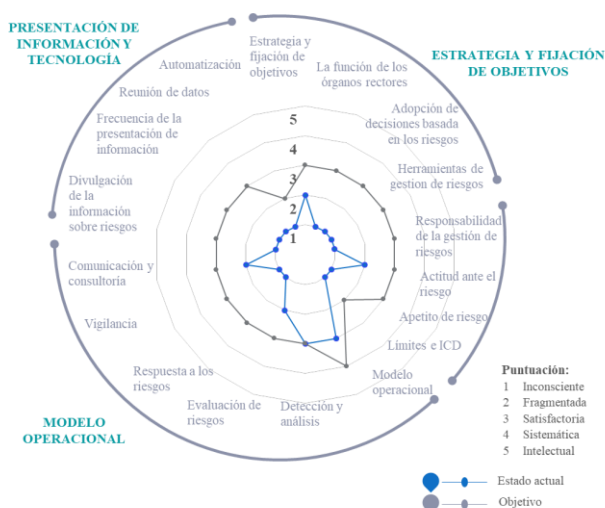 PRESENTACIÓN DE
INFORMACIÓN Y
TECNOLOGÍA
ESTRATEGIA Y FIJACIÓN
DE OBJETIVOS
Estrategia y
fijación de
objetivos
La función de los
órganos rectores
Adopción de
decisiones basada
en los riesgos
Herramientas de
gestion de riesgos
Responsabilidad
de la gestión de
riesgos
Actitud ante el
riesgo
Apetito de riesgo
Límites e ICD
Modelo
operacional
Detección y
análisis
Evaluación de
riesgos
Respuesta a los
riesgos
Vigilancia
Comunicación y
consultoría
Divulgación
de la
información
sobre riesgos
Frecuencia de la
presentación de
información
Reunión de datos
Automatización
5
4
3
2
1
MODELO
OPERACIONAL
Puntuación:
1 Inconsciente
2 Fragmentada
3 Satisfactoria
4 Sistemática
5 Intelectual
Estado actual
Objetivo